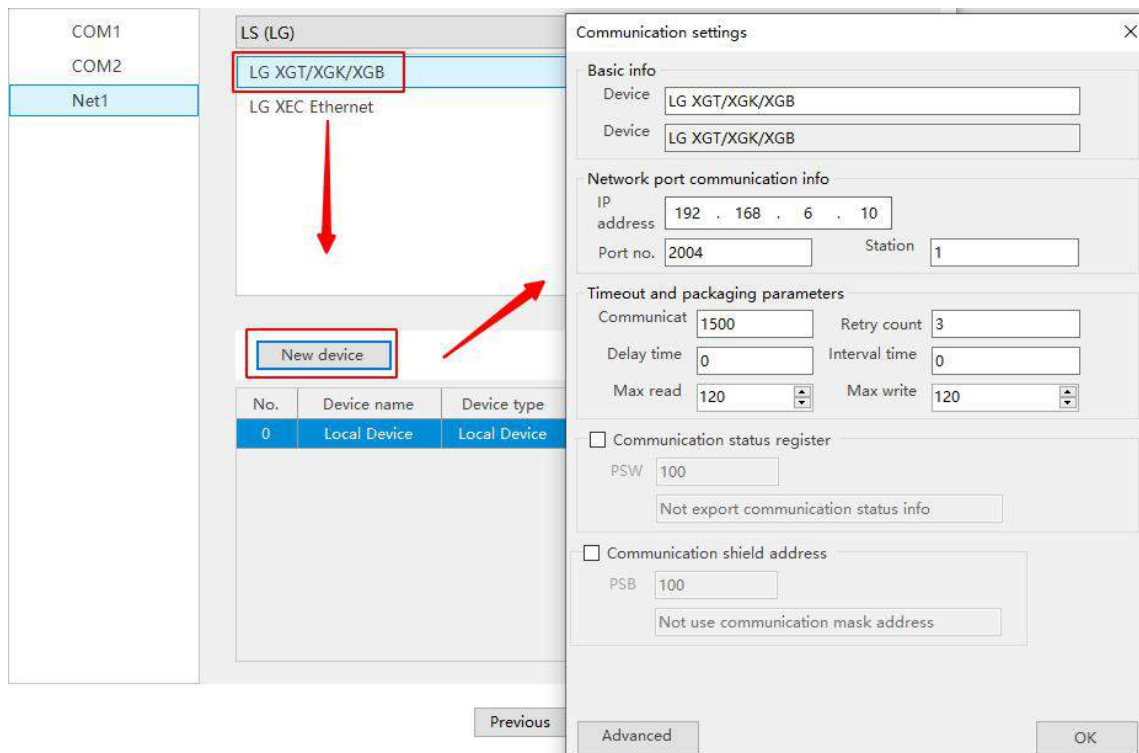 COM1
COM2
Net1
LS (LG)
LG XGT/XGK/XGB
LG XEC Ethernet
New device
No. Device name Device type
0 Local Device Local Device
Previous
Communication settings
Basic info
Device LG XGT/XGK/XGB
Device LG XGT/XGK/XGB
Network port communication info
IP
address 192 . 168 . 6 . 10
Port no. 2004 Station 1
Timeout and packaging parameters
Communicat 1500 Retry count 3
Delay time 0 Interval time 0
Max read 120 Max write 120
Communication status register
PSW 100
Not export communication status info
Communication shield address
PSB 100
Not use communication mask address
Advanced OK